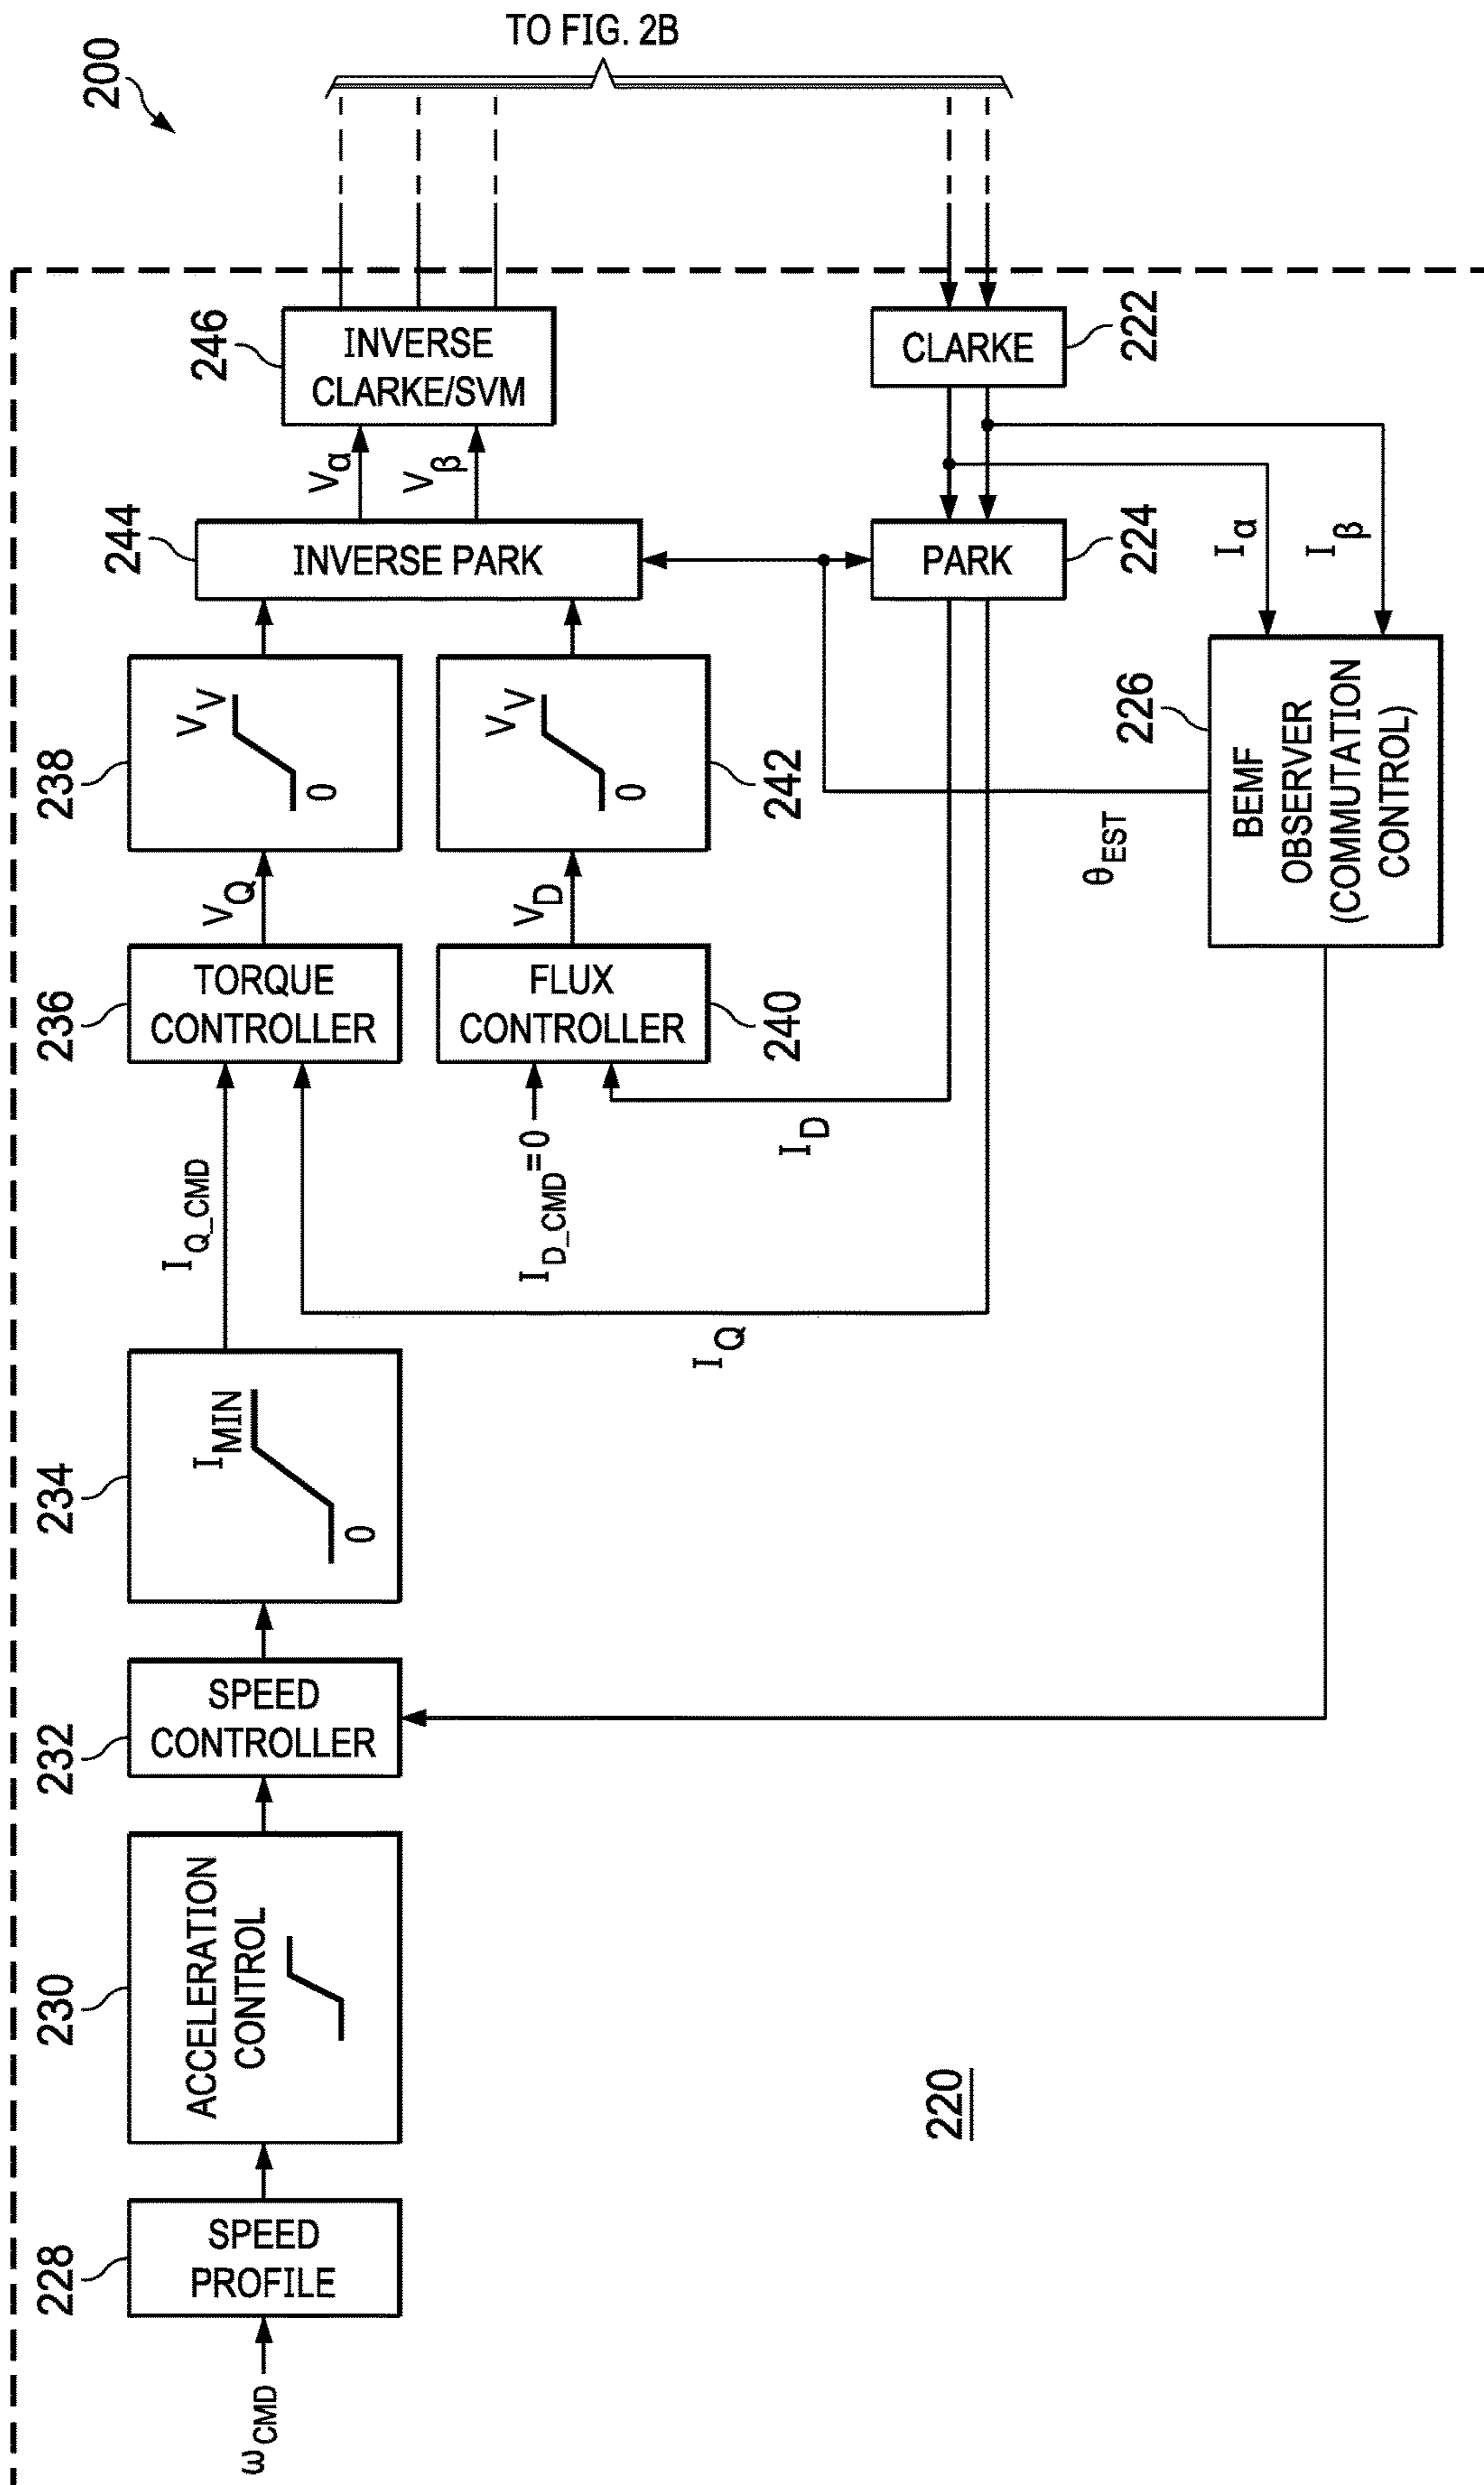 200
TO FIG. 2B
228
SPEED
PROFILE
ωCMD
230
ACCELERATION
CONTROL
232
SPEED
CONTROLLER
234
IMIN
0
IQ_CMD
236
TORQUE
CONTROLLER
VQ
238
VV
0
244
INVERSE PARK
Vα
Vβ
246
INVERSE
CLARKE/SVM
ID_CMD=0
FLUX
CONTROLLER
240
VD
VV
0
242
IQ
ID
PARK
224
CLARKE
222
θEST
226
BEMF
OBSERVER
(COMMUTATION
CONTROL)
Iα
Iβ
220